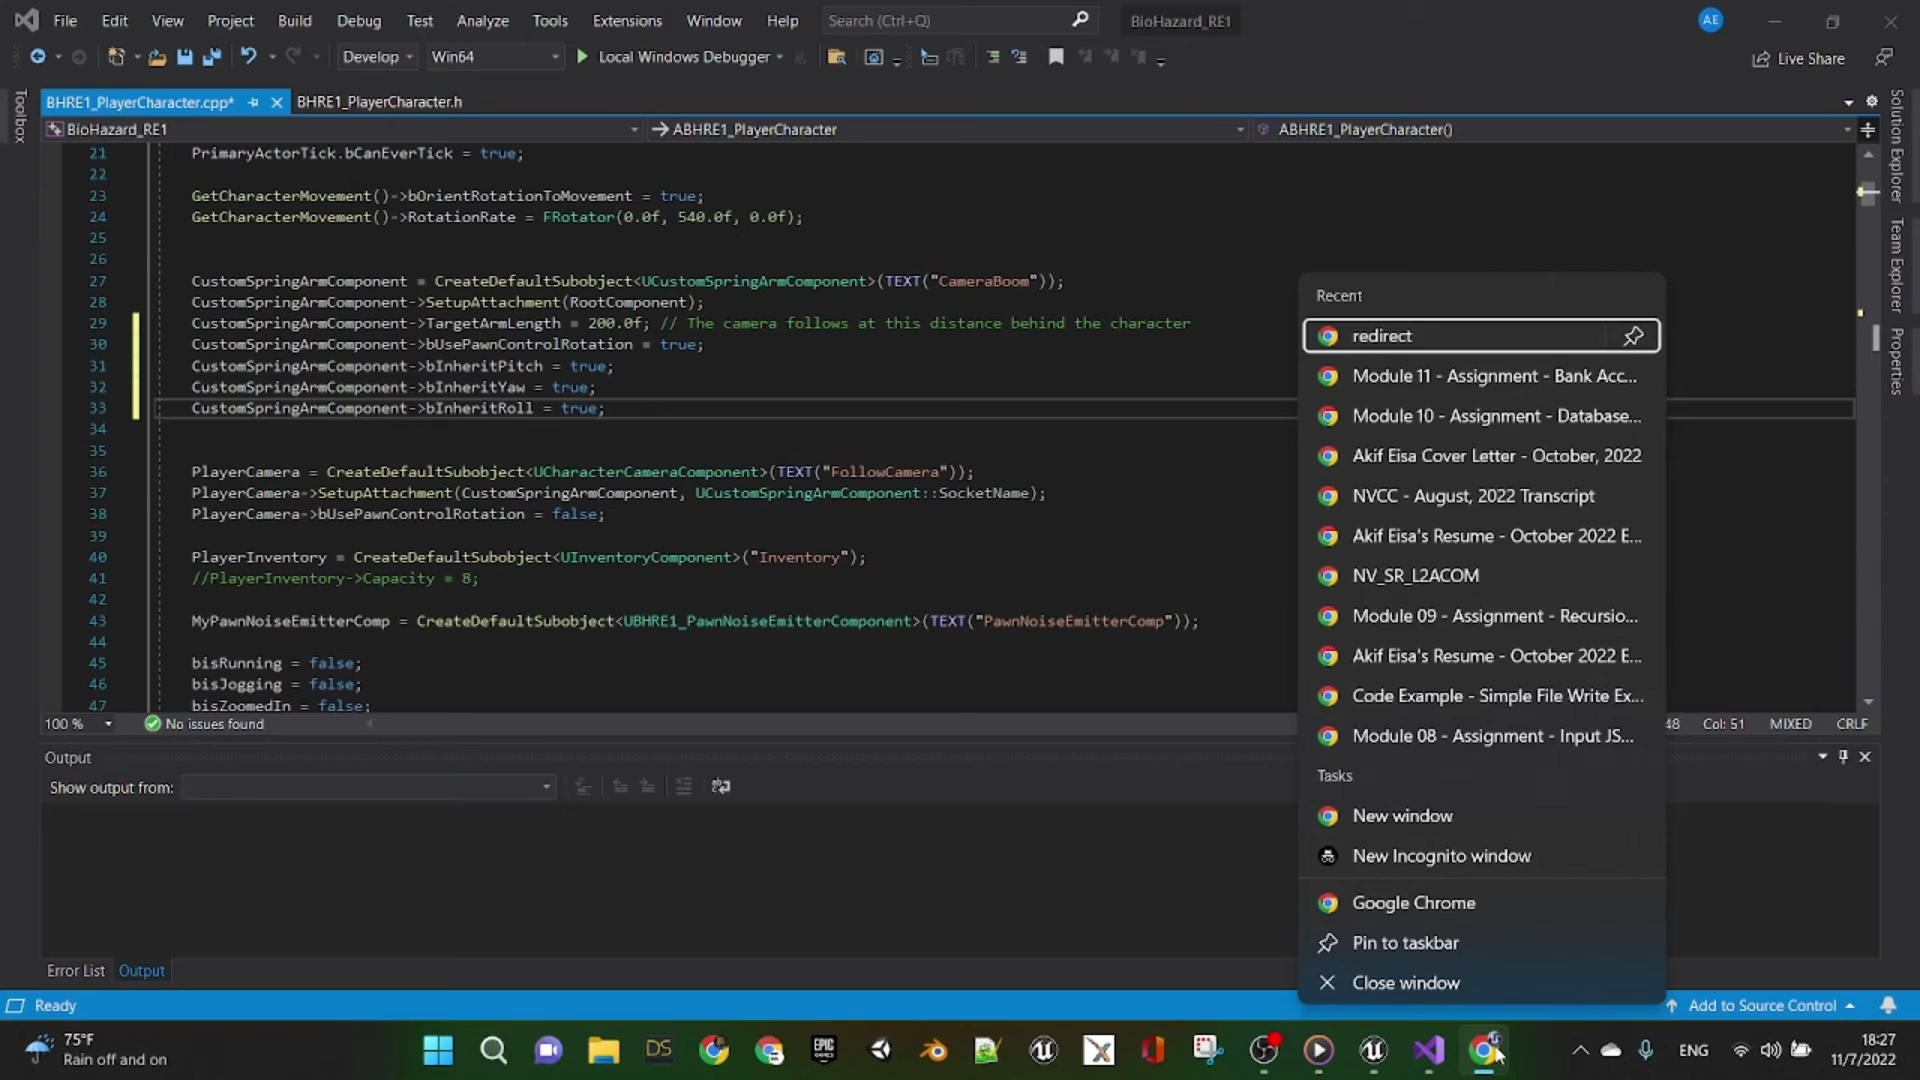 File Edit View Project Build Debug Test Analyze Tools Extensions Window Help Search (Ctrl+Q) BioHazard_RE1 AE
Develop Win64 Local Windows Debugger Live Share
BHRE1_PlayerCharacter.cpp* BHRE1_PlayerCharacter.h
BioHazard_RE1 ABHRE1_PlayerCharacter ABHRE1_PlayerCharacter()
Toolbox
Solution Explorer
Team Explorer
Properties
21 PrimaryActorTick.bCanEverTick = true;
22
23 GetCharacterMovement()->bOrientRotationToMovement = true;
24 GetCharacterMovement()->RotationRate = FRotator(0.0f, 540.0f, 0.0f);
25
26
27 CustomSpringArmComponent = CreateDefaultSubobject<UCustomSpringArmComponent>(TEXT("CameraBoom"));
28 CustomSpringArmComponent->SetupAttachment(RootComponent);
29 CustomSpringArmComponent->TargetArmLength = 200.0f; // The camera follows at this distance behind the character
30 CustomSpringArmComponent->bUsePawnControlRotation = true;
31 CustomSpringArmComponent->bInheritPitch = true;
32 CustomSpringArmComponent->bInheritYaw = true;
33 CustomSpringArmComponent->bInheritRoll = true;
34
35
36 PlayerCamera = CreateDefaultSubobject<UCharacterCameraComponent>(TEXT("FollowCamera"));
37 PlayerCamera->SetupAttachment(CustomSpringArmComponent, UCustomSpringArmComponent::SocketName);
38 PlayerCamera->bUsePawnControlRotation = false;
39
40 PlayerInventory = CreateDefaultSubobject<UInventoryComponent>("Inventory");
41 //PlayerInventory->Capacity = 8;
42
43 MyPawnNoiseEmitterComp = CreateDefaultSubobject<UBHRE1_PawnNoiseEmitterComponent>(TEXT("PawnNoiseEmitterComp"));
44
45 bisRunning = false;
46 bisJogging = false;
47 bisZoomedIn = false;
100 % No issues found 48 Col: 51 MIXED CRLF
Output
Show output from:
Error List Output
Recent
redirect
Module 11 - Assignment - Bank Acc...
Module 10 - Assignment - Database...
Akif Eisa Cover Letter - October, 2022
NVCC - August, 2022 Transcript
Akif Eisa's Resume - October 2022 E...
NV_SR_L2ACOM
Module 09 - Assignment - Recursio...
Akif Eisa's Resume - October 2022 E...
Code Example - Simple File Write Ex...
Module 08 - Assignment - Input JS...
Tasks
New window
New Incognito window
Google Chrome
Pin to taskbar
Close window
Ready Add to Source Control
75°F
Rain off and on
DS
EPIC
GAMES
ENG
18:27
11/7/2022